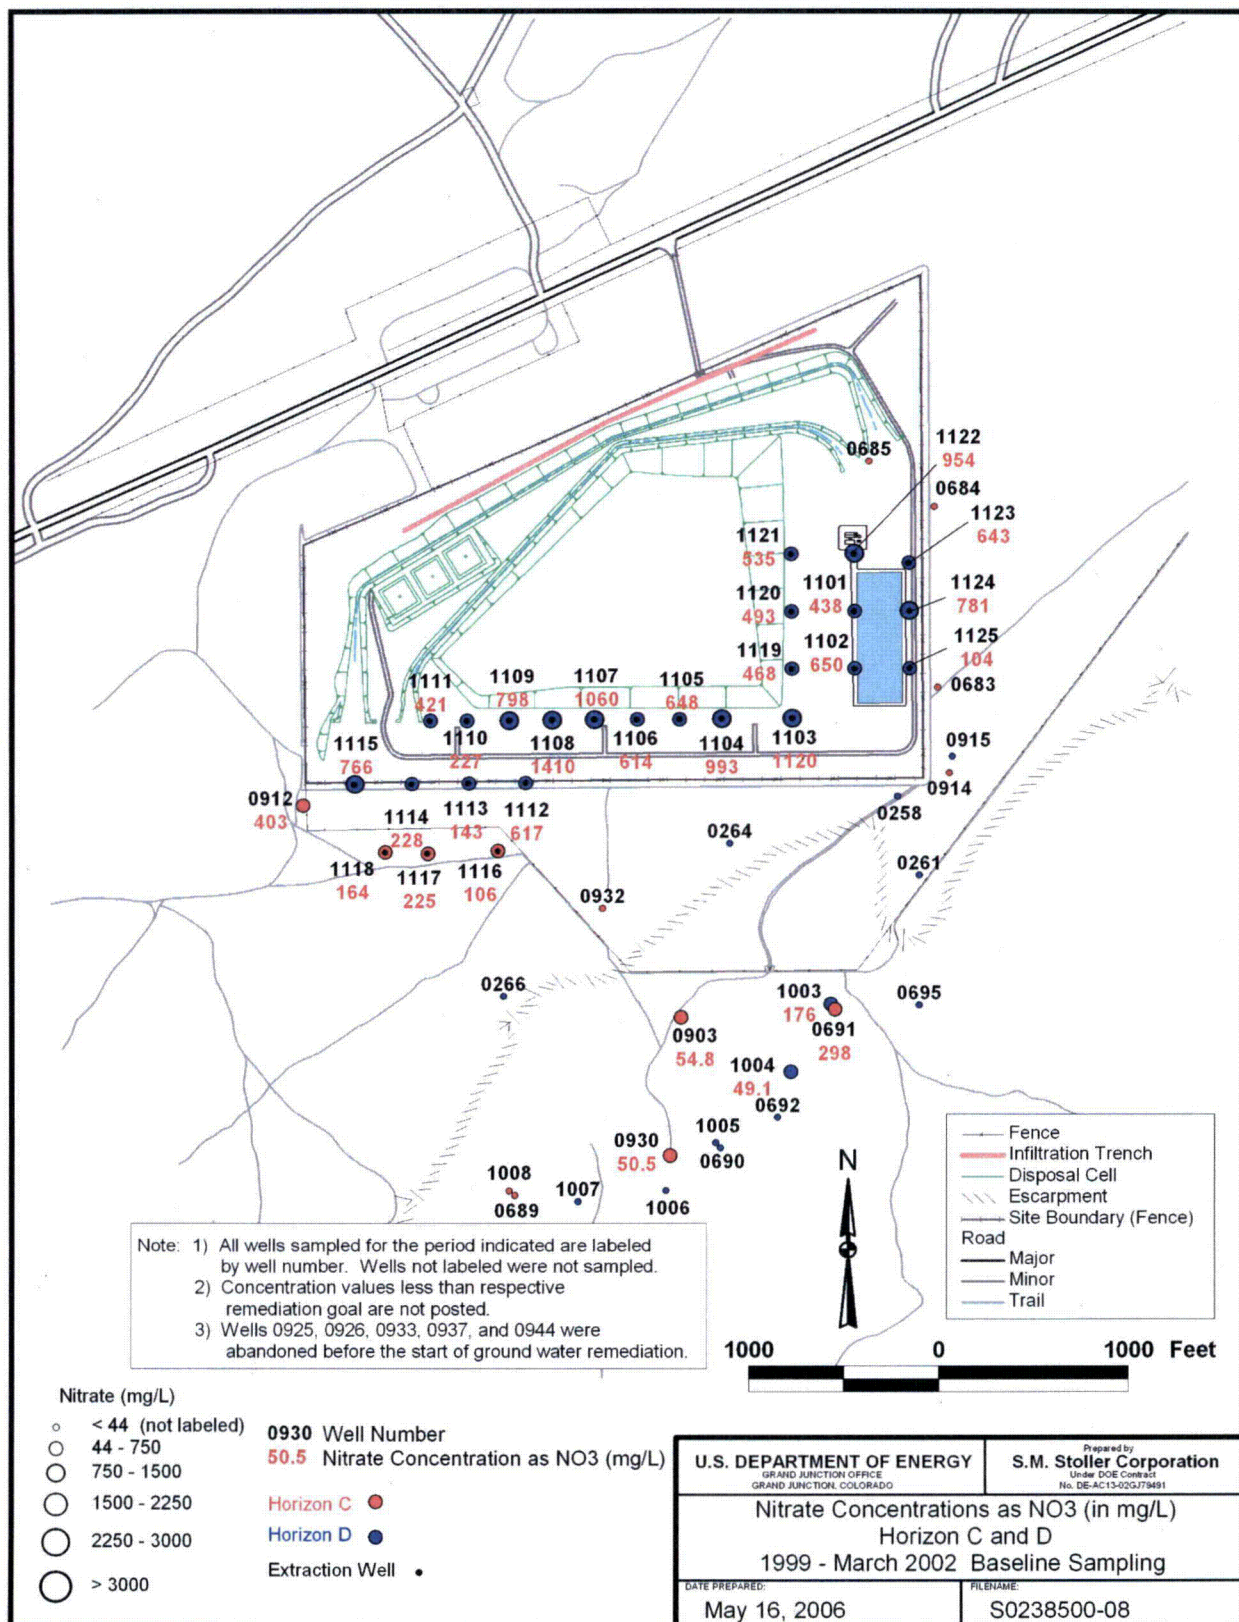 1122
954
0685
0684
1123
643
1121
535
1101
438
1120
493
1124
781
1102
650
1125
104
1119
468
0683
1111
421
1109
798
1107
1060
1105
648
1110
227
1108
1410
1106
614
1104
993
1103
1120
1115
766
0915
0914
0912
403
1114
228
1113
143
1112
617
0258
0264
0261
1118
164
1117
225
1116
106
0932
0266
1003
176
0695
0903
54.8
0691
298
1004
49.1
0692
1005
0690
0930
50.5
1008
0689
1007
1006
N
Fence
Infiltration Trench
Disposal Cell
Escarpment
Site Boundary (Fence)
Road
Major
Minor
Trail
Note: 1) All wells sampled for the period indicated are labeled
by well number. Wells not labeled were not sampled.
2) Concentration values less than respective
remediation goal are not posted.
3) Wells 0925, 0926, 0933, 0937, and 0944 were
abandoned before the start of ground water remediation.
1000 0 1000 Feet
Nitrate (mg/L)
< 44 (not labeled)
44 - 750
750 - 1500
1500 - 2250
2250 - 3000
> 3000
0930 Well Number
50.5 Nitrate Concentration as NO3 (mg/L)
Horizon C
Horizon D
Extraction Well
U.S. DEPARTMENT OF ENERGY
GRAND JUNCTION OFFICE
GRAND JUNCTION, COLORADO
Prepared by
S.M. Stoller Corporation
Under DOE Contract
No. DE-AC13-02GJ79491
Nitrate Concentrations as NO3 (in mg/L)
Horizon C and D
1999 - March 2002 Baseline Sampling
DATE PREPARED:
May 16, 2006
FILENAME:
S0238500-08